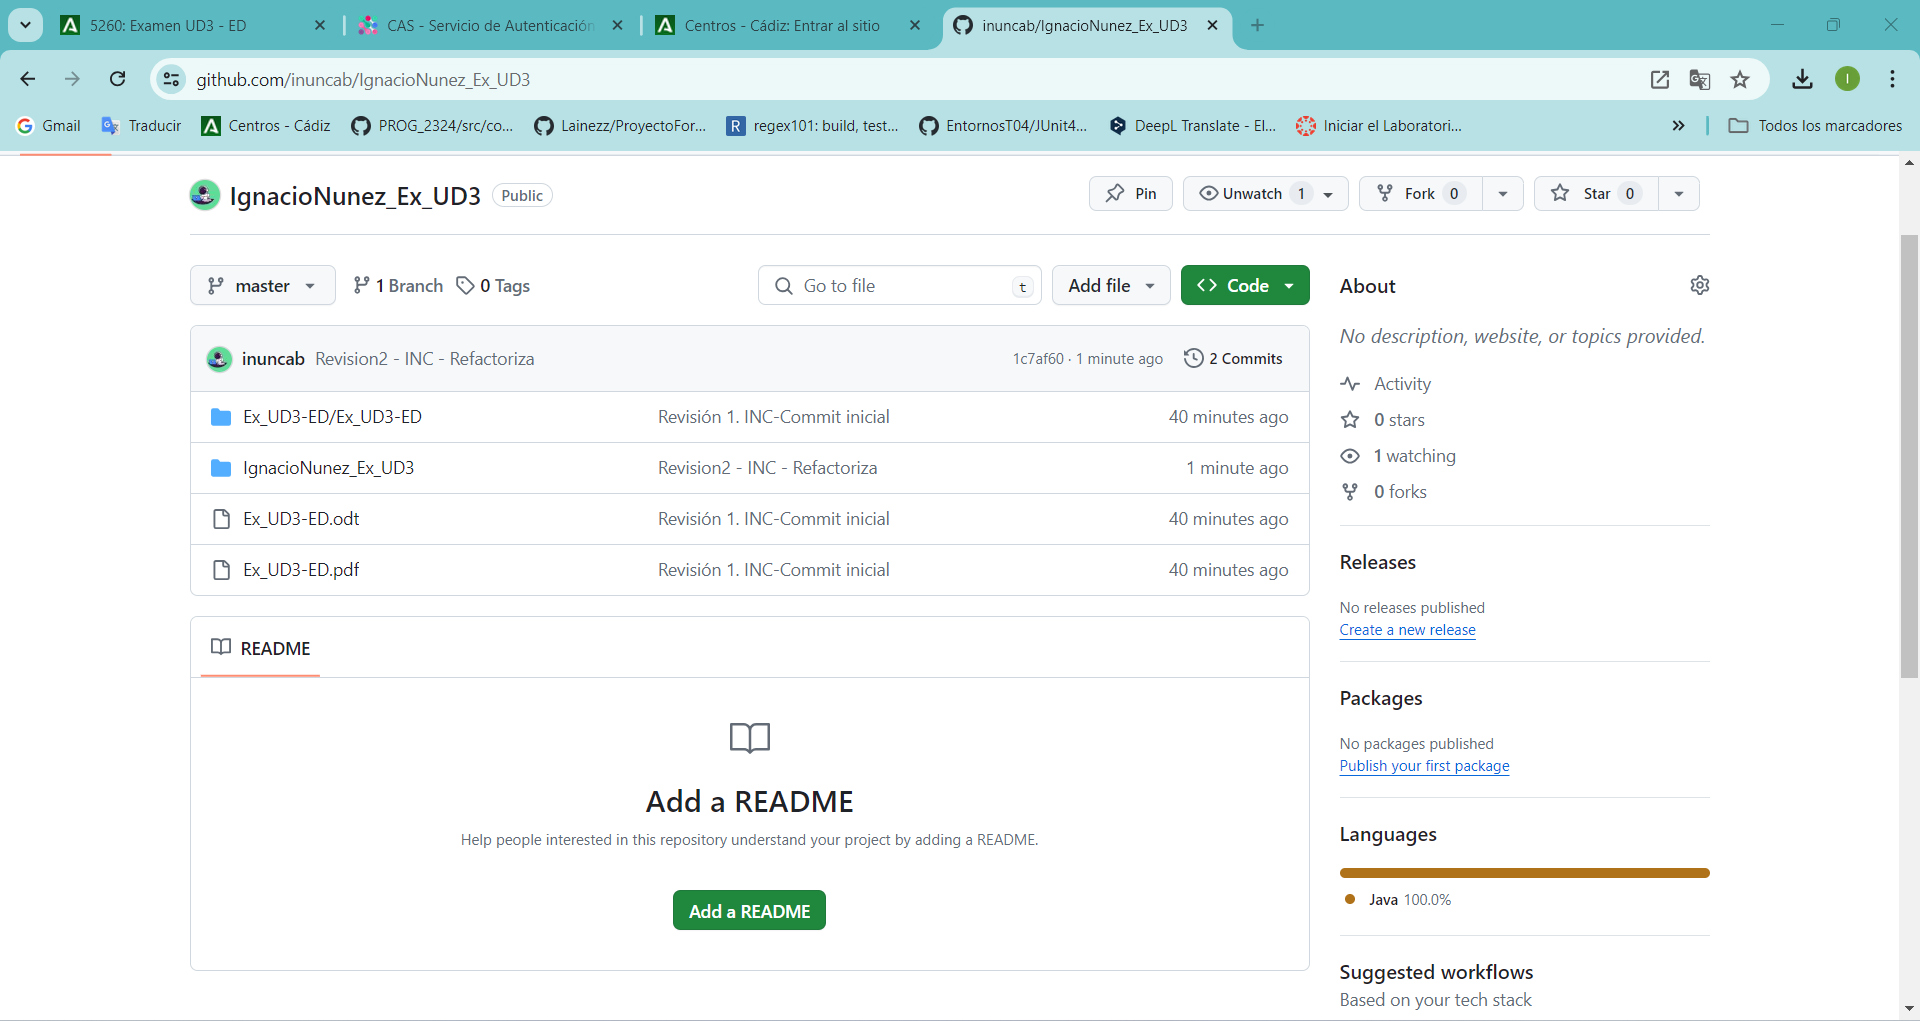 5260: Examen UD3 - ED
CAS - Servicio de Autenticación
Centros - Cádiz: Entrar al sitio
inuncab/IgnacioNunez_Ex_UD3
github.com/inuncab/IgnacioNunez_Ex_UD3
I
Gmail
Traducir
Centros - Cádiz
PROG_2324/src/co...
Lainezz/ProyectoFor...
R
regex101: build, test...
EntornosT04/JUnit4...
DeepL Translate - El...
Iniciar el Laboratori...
Todos los marcadores
IgnacioNunez_Ex_UD3
Public
Pin
Unwatch 1
Fork 0
Star 0
master
1 Branch
0 Tags
Go to file
t
Add file
Code
inuncab Revision2 - INC - Refactoriza
1c7af60 · 1 minute ago
2 Commits
Ex_UD3-ED/Ex_UD3-ED
Revisión 1. INC-Commit inicial
40 minutes ago
IgnacioNunez_Ex_UD3
Revision2 - INC - Refactoriza
1 minute ago
Ex_UD3-ED.odt
Revisión 1. INC-Commit inicial
40 minutes ago
Ex_UD3-ED.pdf
Revisión 1. INC-Commit inicial
40 minutes ago
README
Add a README
Help people interested in this repository understand your project by adding a README.
Add a README
About
No description, website, or topics provided.
Activity
0 stars
1 watching
0 forks
Releases
No releases published
Create a new release
Packages
No packages published
Publish your first package
Languages
Java 100.0%
Suggested workflows
Based on your tech stack